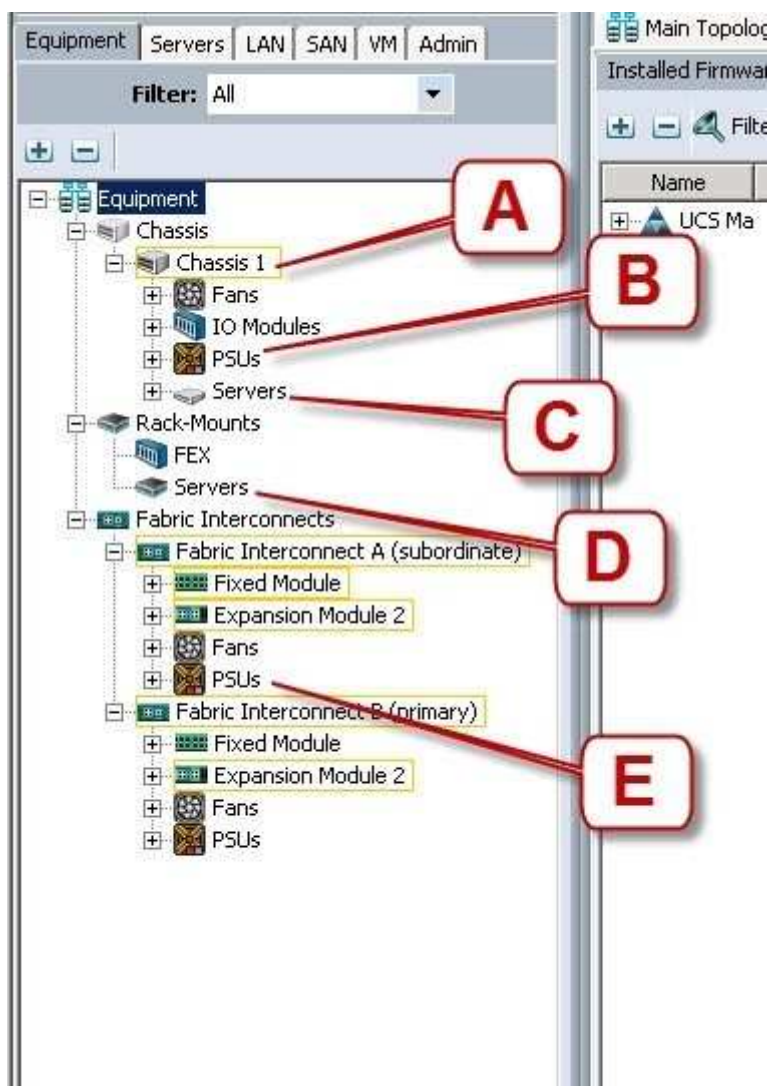 Equipment Servers LAN SAN VM Admin
Filter: All
Equipment
Chassis
Chassis 1
Fans
IO Modules
PSUs
Servers
Rack-Mounts
FEX
Servers
Fabric Interconnects
Fabric Interconnect A (subordinate)
Fixed Module
Expansion Module 2
Fans
PSUs
Fabric Interconnect B (primary)
Fixed Module
Expansion Module 2
Fans
PSUs
A
B
C
D
E
Main Topolog
Installed Firmwar
Filte
Name
UCS Ma